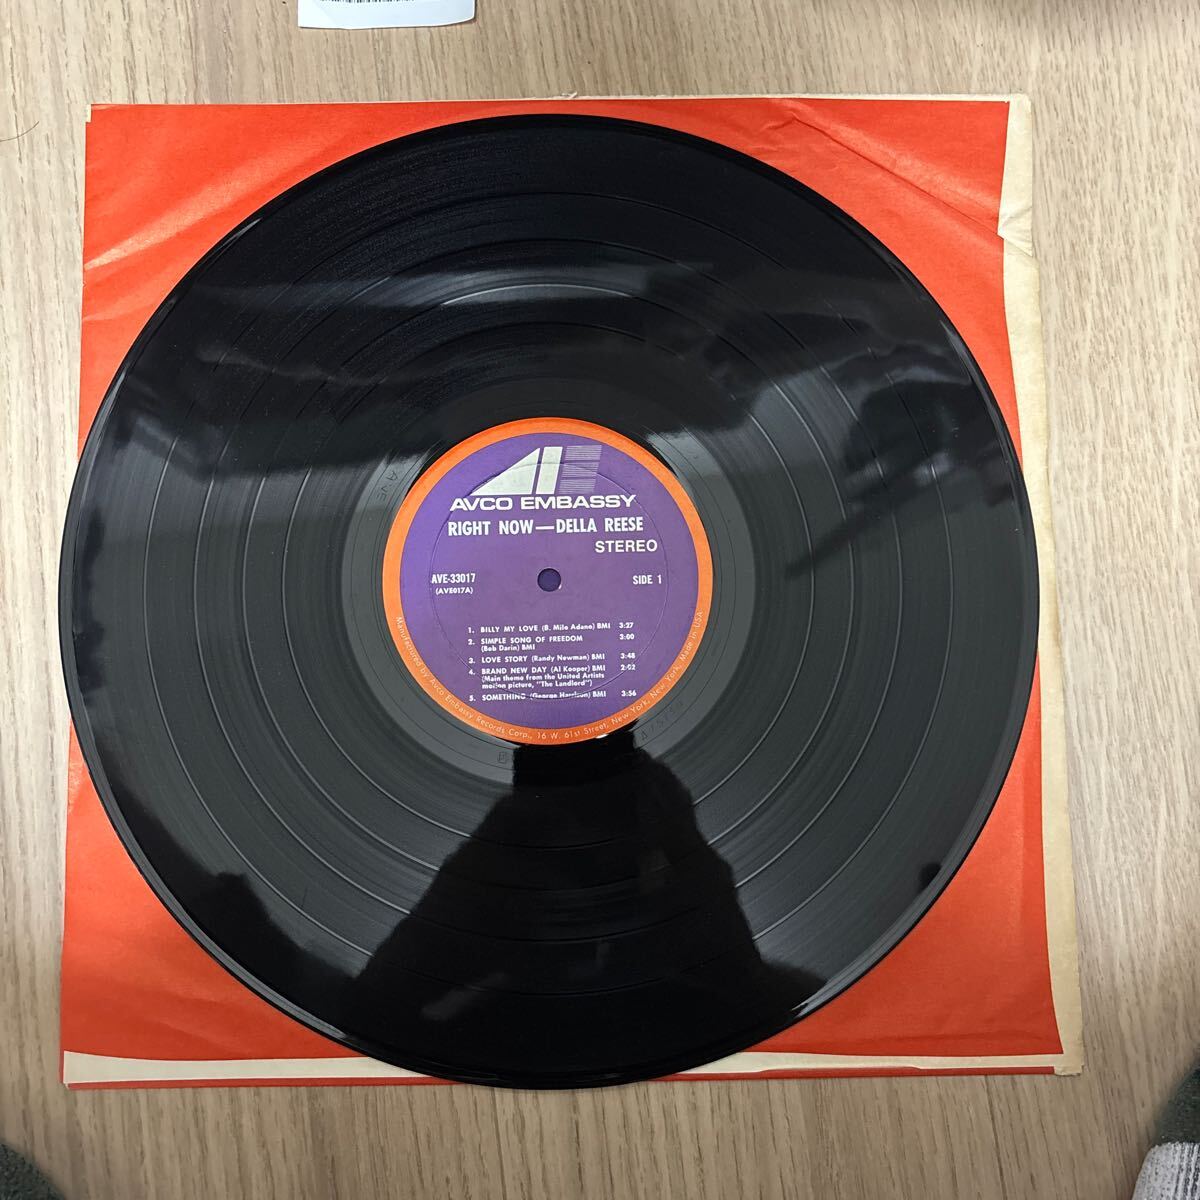 AVCO EMBASSY
RIGHT NOW—DELLA REESE
STEREO
AVE-33017
(AVE017A)
SIDE 1
1. BILLY MY LOVE (B. Milo Adano) BMI 3:27
2. SIMPLE SONG OF FREEDOM 3:00
(Bob Darin) BMI
3. LOVE STORY (Randy Newman) BMI 3:48
4. BRAND NEW DAY (Al Kooper) BMI 2:02
(Main theme from the United Artists
motion picture, "The Landlord")
5. SOMETHING (George Harrison) BMI 3:56
Manufactured by Avco Embassy Records Corp., 16 W. 61st Street, New York, New York, Made in USA